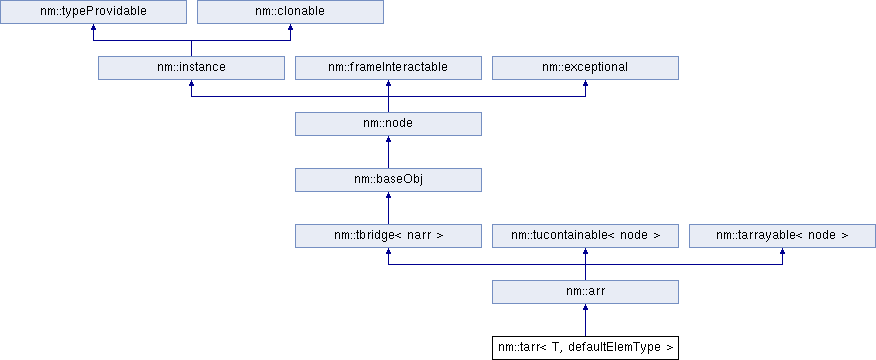 nm::typeProvidable
nm::clonable
nm::instance
nm::frameInteractable
nm::exceptional
nm::node
nm::baseObj
nm::tbridge< narr >
nm::tucontainable< node >
nm::tarrayable< node >
nm::arr
nm::tarr< T, defaultElemType >